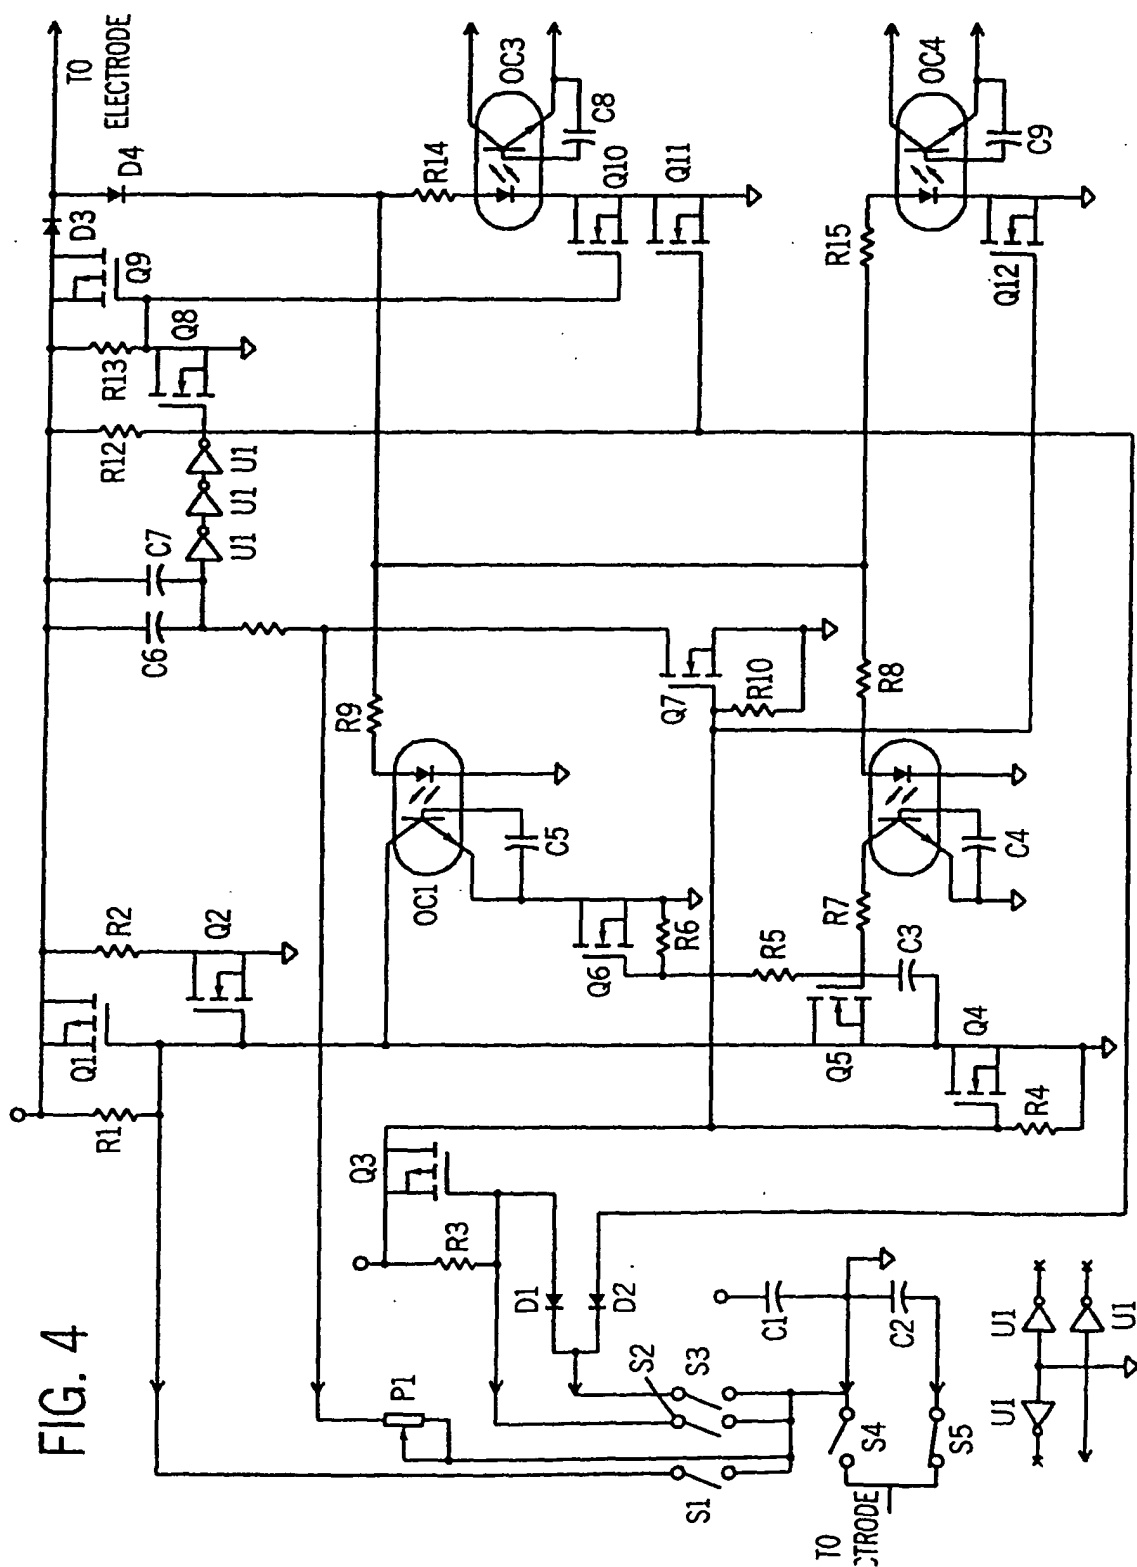 FIG. 4
TO
ELECTRODE
D3
D4
Q9
R13
Q8
R12
U1
U1
U1
C7
C6
R14
OC3
C8
Q10
Q11
R15
OC4
C9
Q12
R9
Q7
R10
R8
OC1
C5
C4
R2
Q2
Q1
R1
Q6
R6
R5
R7
C3
Q5
Q4
R4
Q3
R3
D1
D2
P1
S2
S3
S1
C1
C2
S4
S5
TO
CTRODE
U1
U1
U1